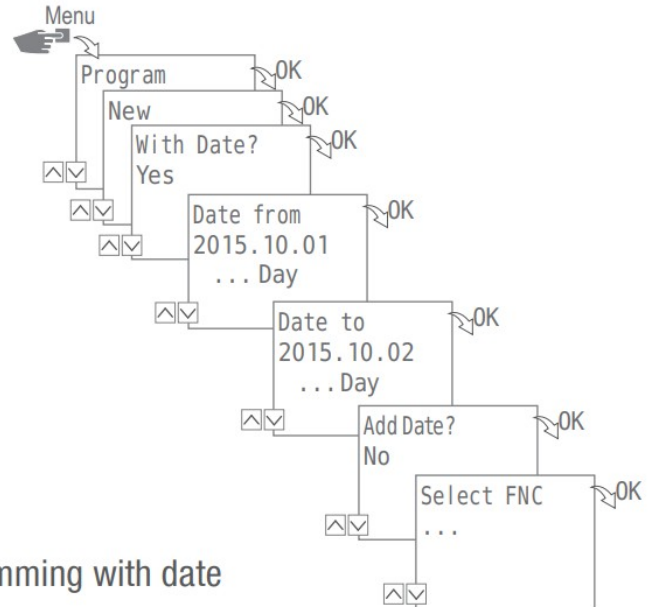 Menu
Program
OK
New
OK
With Date?
OK
Yes
Date from
OK
2015.10.01
... Day
Date to
OK
2015.10.02
...Day
Add Date?
OK
No
Select FNC
OK
...
mming with date